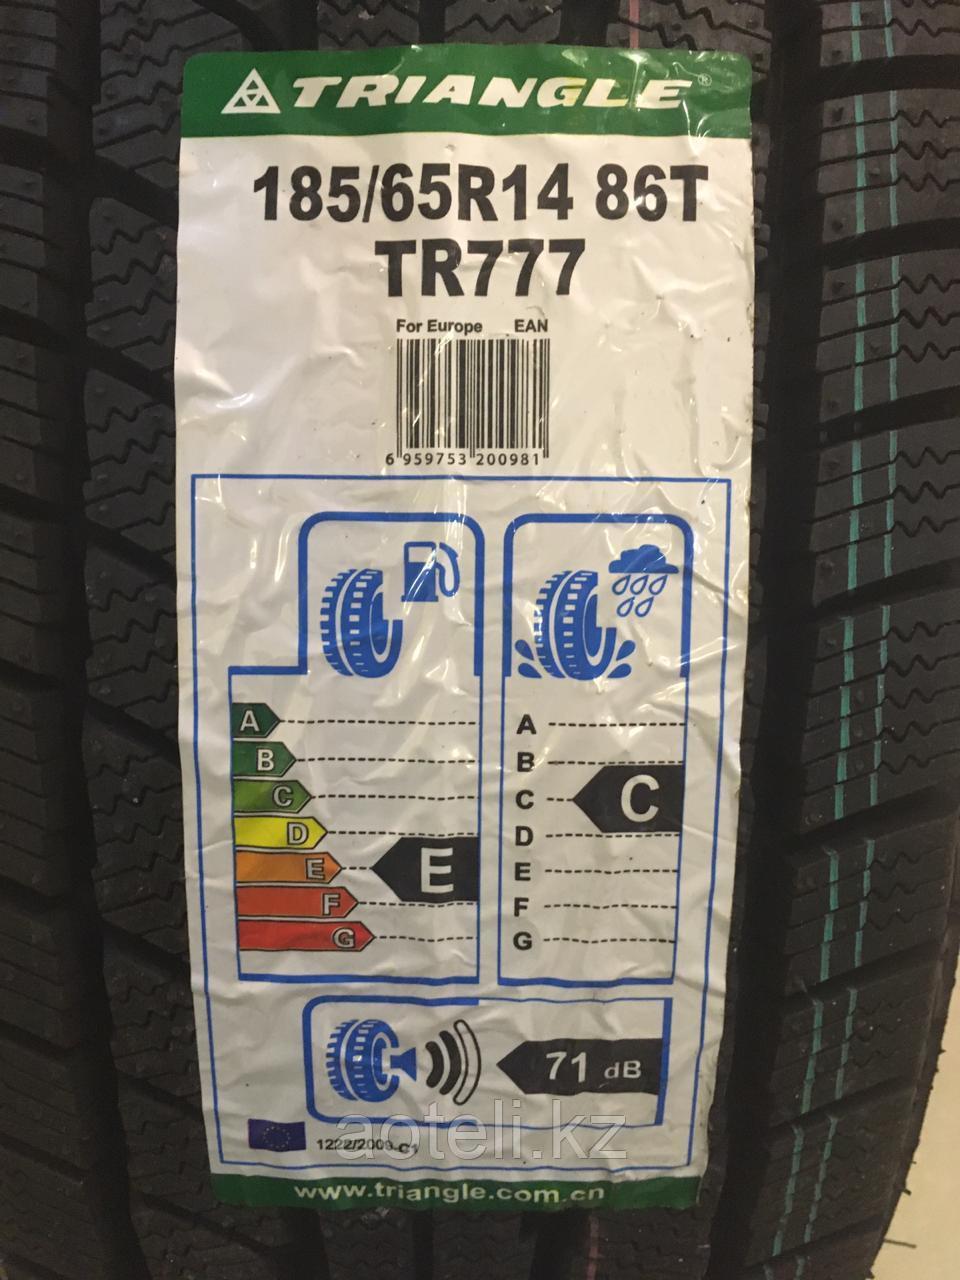 TRIANGLE®
185/65R14 86T
TR777
For Europe EAN
6 959753 200981
A
B
C
D
E
F
G
E
A
B
C
D
E
F
G
C
71 dB
1222/2009-C1
aoteli.kz
www.triangle.com.cn